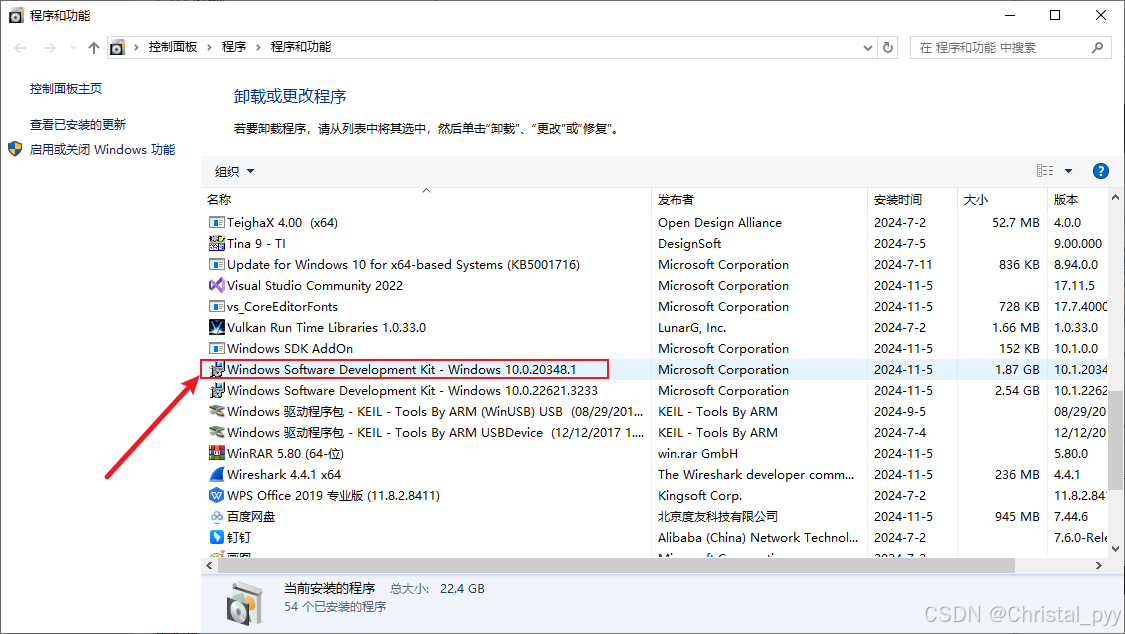 程序和功能
控制面板 程序 程序和功能
在 程序和功能 中搜索
控制面板主页
查看已安装的更新
启用或关闭 Windows 功能
卸载或更改程序
若要卸载程序，请从列表中将其选中，然后单击“卸载”、“更改”或“修复”。
组织
名称 发布者 安装时间 大小 版本
TeighaX 4.00 (x64) Open Design Alliance 2024-7-2 52.7 MB 4.0.0
Tina 9 - TI DesignSoft 2024-7-5 9.00.000
Update for Windows 10 for x64-based Systems (KB5001716) Microsoft Corporation 2024-7-11 836 KB 8.94.0.0
Visual Studio Community 2022 Microsoft Corporation 2024-11-5 17.11.5
vs_CoreEditorFonts Microsoft Corporation 2024-11-5 728 KB 17.7.4000
Vulkan Run Time Libraries 1.0.33.0 LunarG, Inc. 2024-7-2 1.66 MB 1.0.33.0
Windows SDK AddOn Microsoft Corporation 2024-11-5 152 KB 10.1.0.0
Windows Software Development Kit - Windows 10.0.20348.1 Microsoft Corporation 2024-11-5 1.87 GB 10.1.2034
Windows Software Development Kit - Windows 10.0.22621.3233 Microsoft Corporation 2024-11-5 2.54 GB 10.1.2262
Windows 驱动程序包 - KEIL - Tools By ARM (WinUSB) USB (08/29/201... KEIL - Tools By ARM 2024-9-5 08/29/20
Windows 驱动程序包 - KEIL - Tools By ARM USBDevice (12/12/2017 1.... KEIL - Tools By ARM 2024-7-4 12/12/20
WinRAR 5.80 (64-位) win.rar GmbH 2024-11-5 5.80.0
Wireshark 4.4.1 x64 The Wireshark developer comm... 2024-11-5 236 MB 4.4.1
WPS Office 2019 专业版 (11.8.2.8411) Kingsoft Corp. 2024-7-2 11.8.2.841
百度网盘 北京度友科技有限公司 2024-11-5 945 MB 7.44.6
钉钉 Alibaba (China) Network Technol... 2024-7-2 7.6.0-Rele
当前安装的程序 总大小: 22.4 GB
54 个已安装的程序
CSDN @Christal_pyy